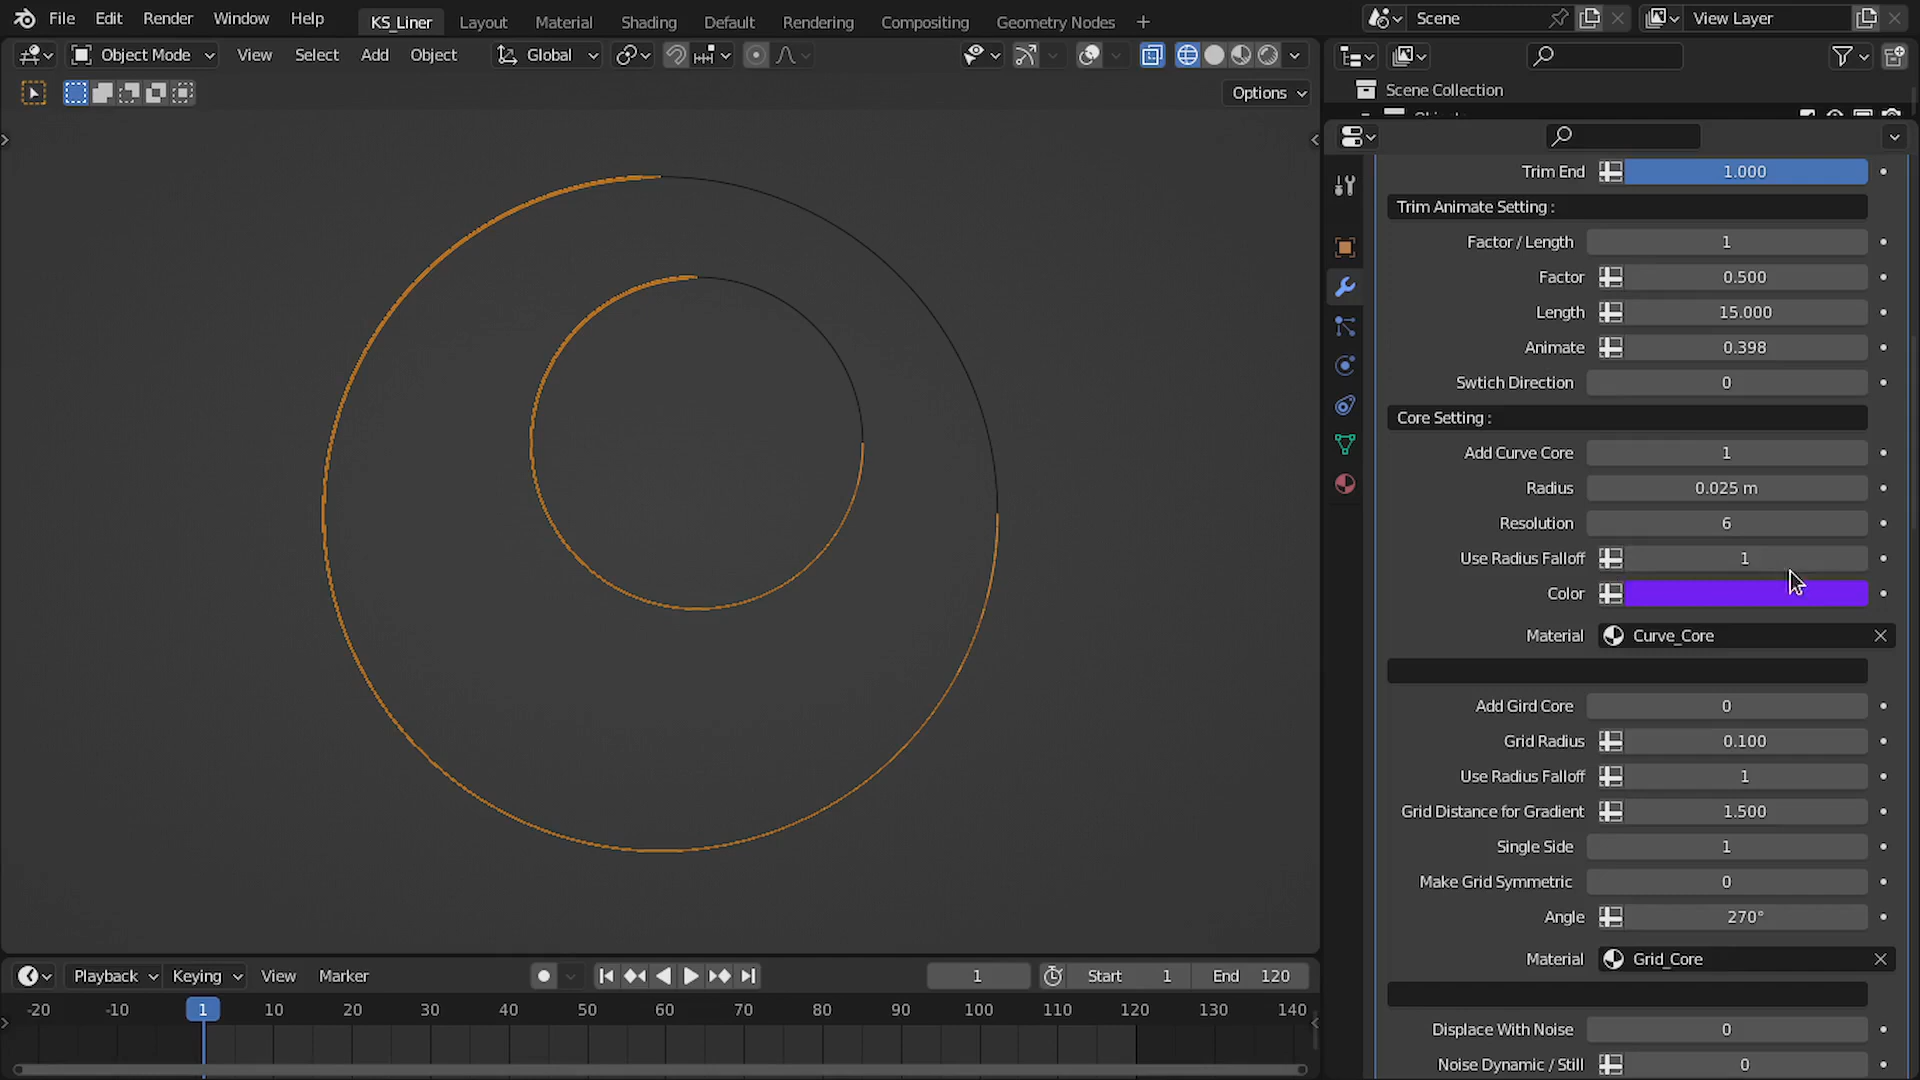 File Edit Render Window Help KS_Liner Layout Material Shading Default Rendering Compositing Geometry Nodes + Scene View Layer
Object Mode View Select Add Object Global
Options
Scene Collection
Trim End 1.000
Trim Animate Setting :
Factor / Length 1
Factor 0.500
Length 15.000
Animate 0.398
Swtich Direction 0
Core Setting :
Add Curve Core 1
Radius 0.025 m
Resolution 6
Use Radius Falloff 1
Color
Material Curve_Core
Add Gird Core 0
Grid Radius 0.100
Use Radius Falloff 1
Grid Distance for Gradient 1.500
Single Side 1
Make Grid Symmetric 0
Angle 270°
Material Grid_Core
Displace With Noise 0
Noise Dynamic / Still 0
Playback Keying View Marker 1 Start 1 End 120
-20 -10 1 10 20 30 40 50 60 70 80 90 100 110 120 130 140